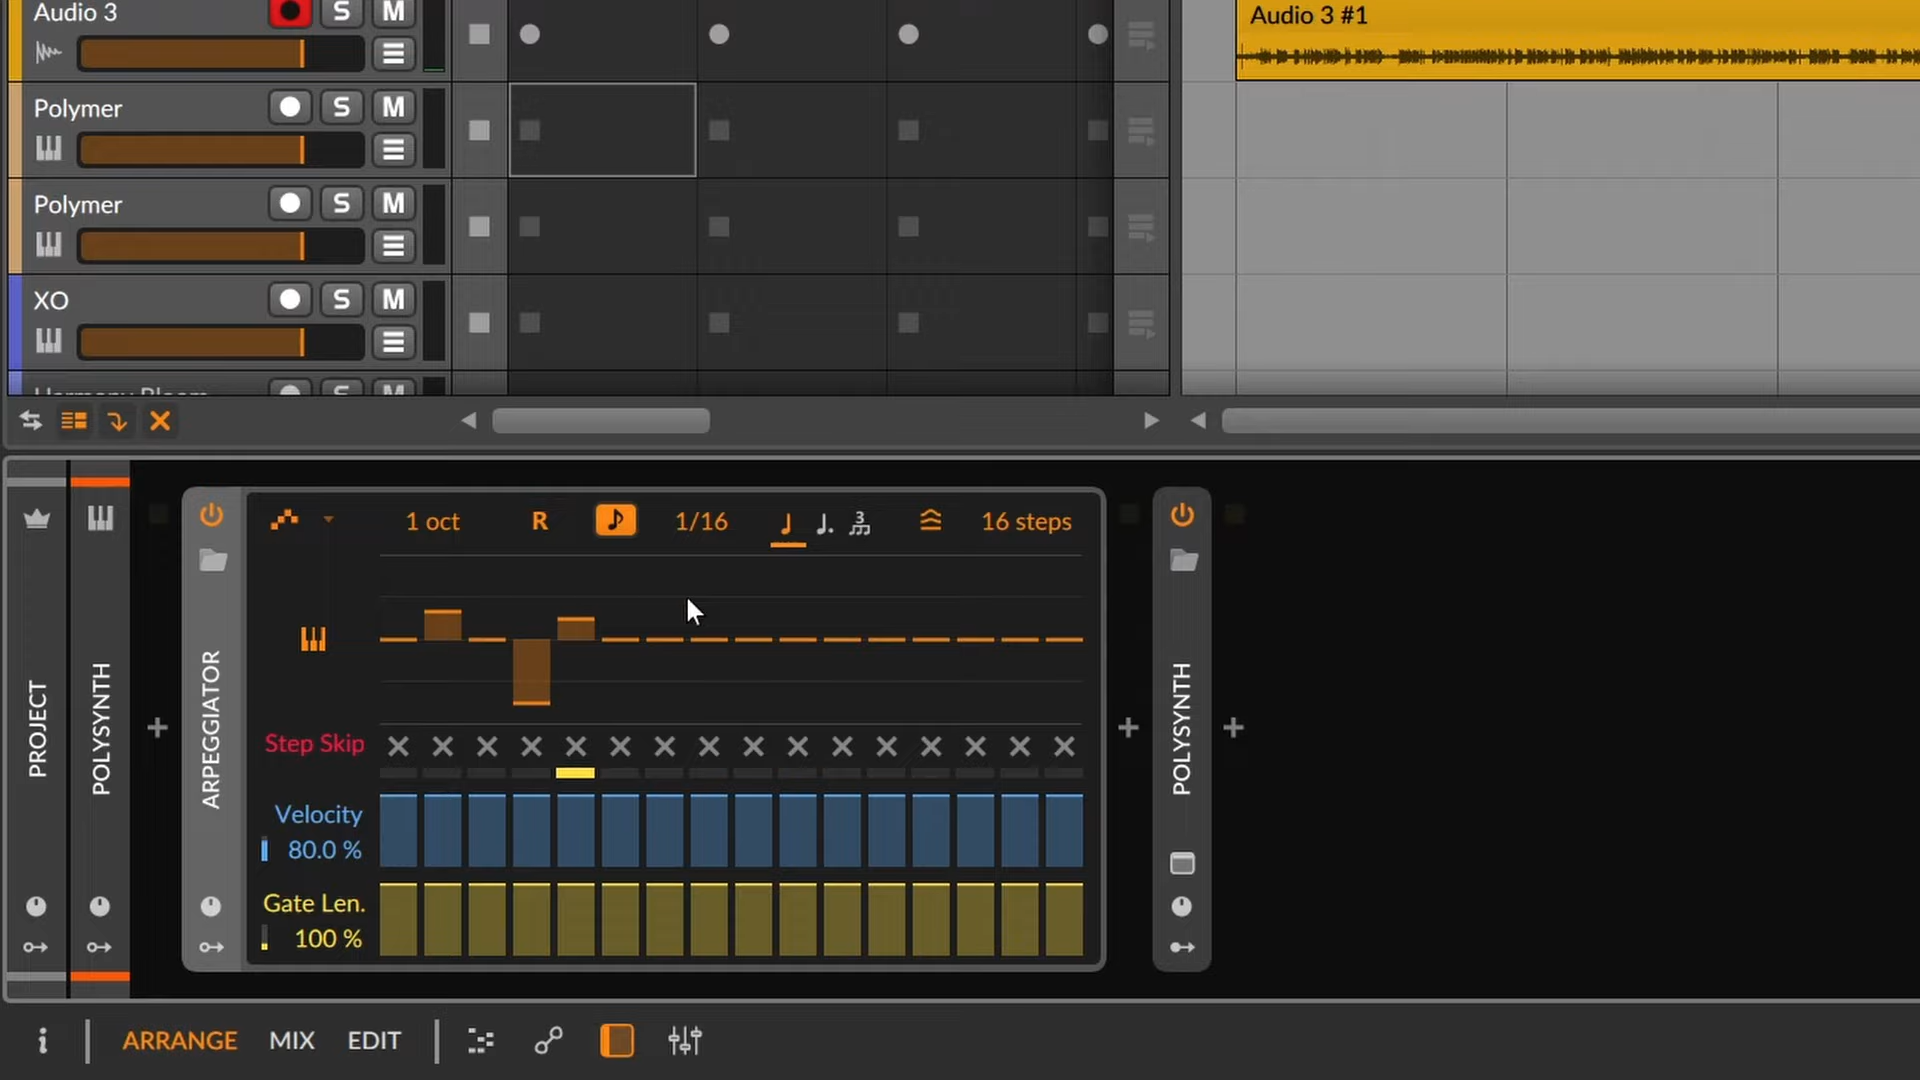 Audio 3
S
M
Audio 3 #1
Polymer
S
M
Polymer
S
M
XO
S
M
Harmony Bloom
S
M
1 oct
R
1/16
3
16 steps
PROJECT
POLYSYNTH
ARPEGGIATOR
POLYSYNTH
Step Skip
Velocity
80.0 %
Gate Len.
100 %
ARRANGE
MIX
EDIT